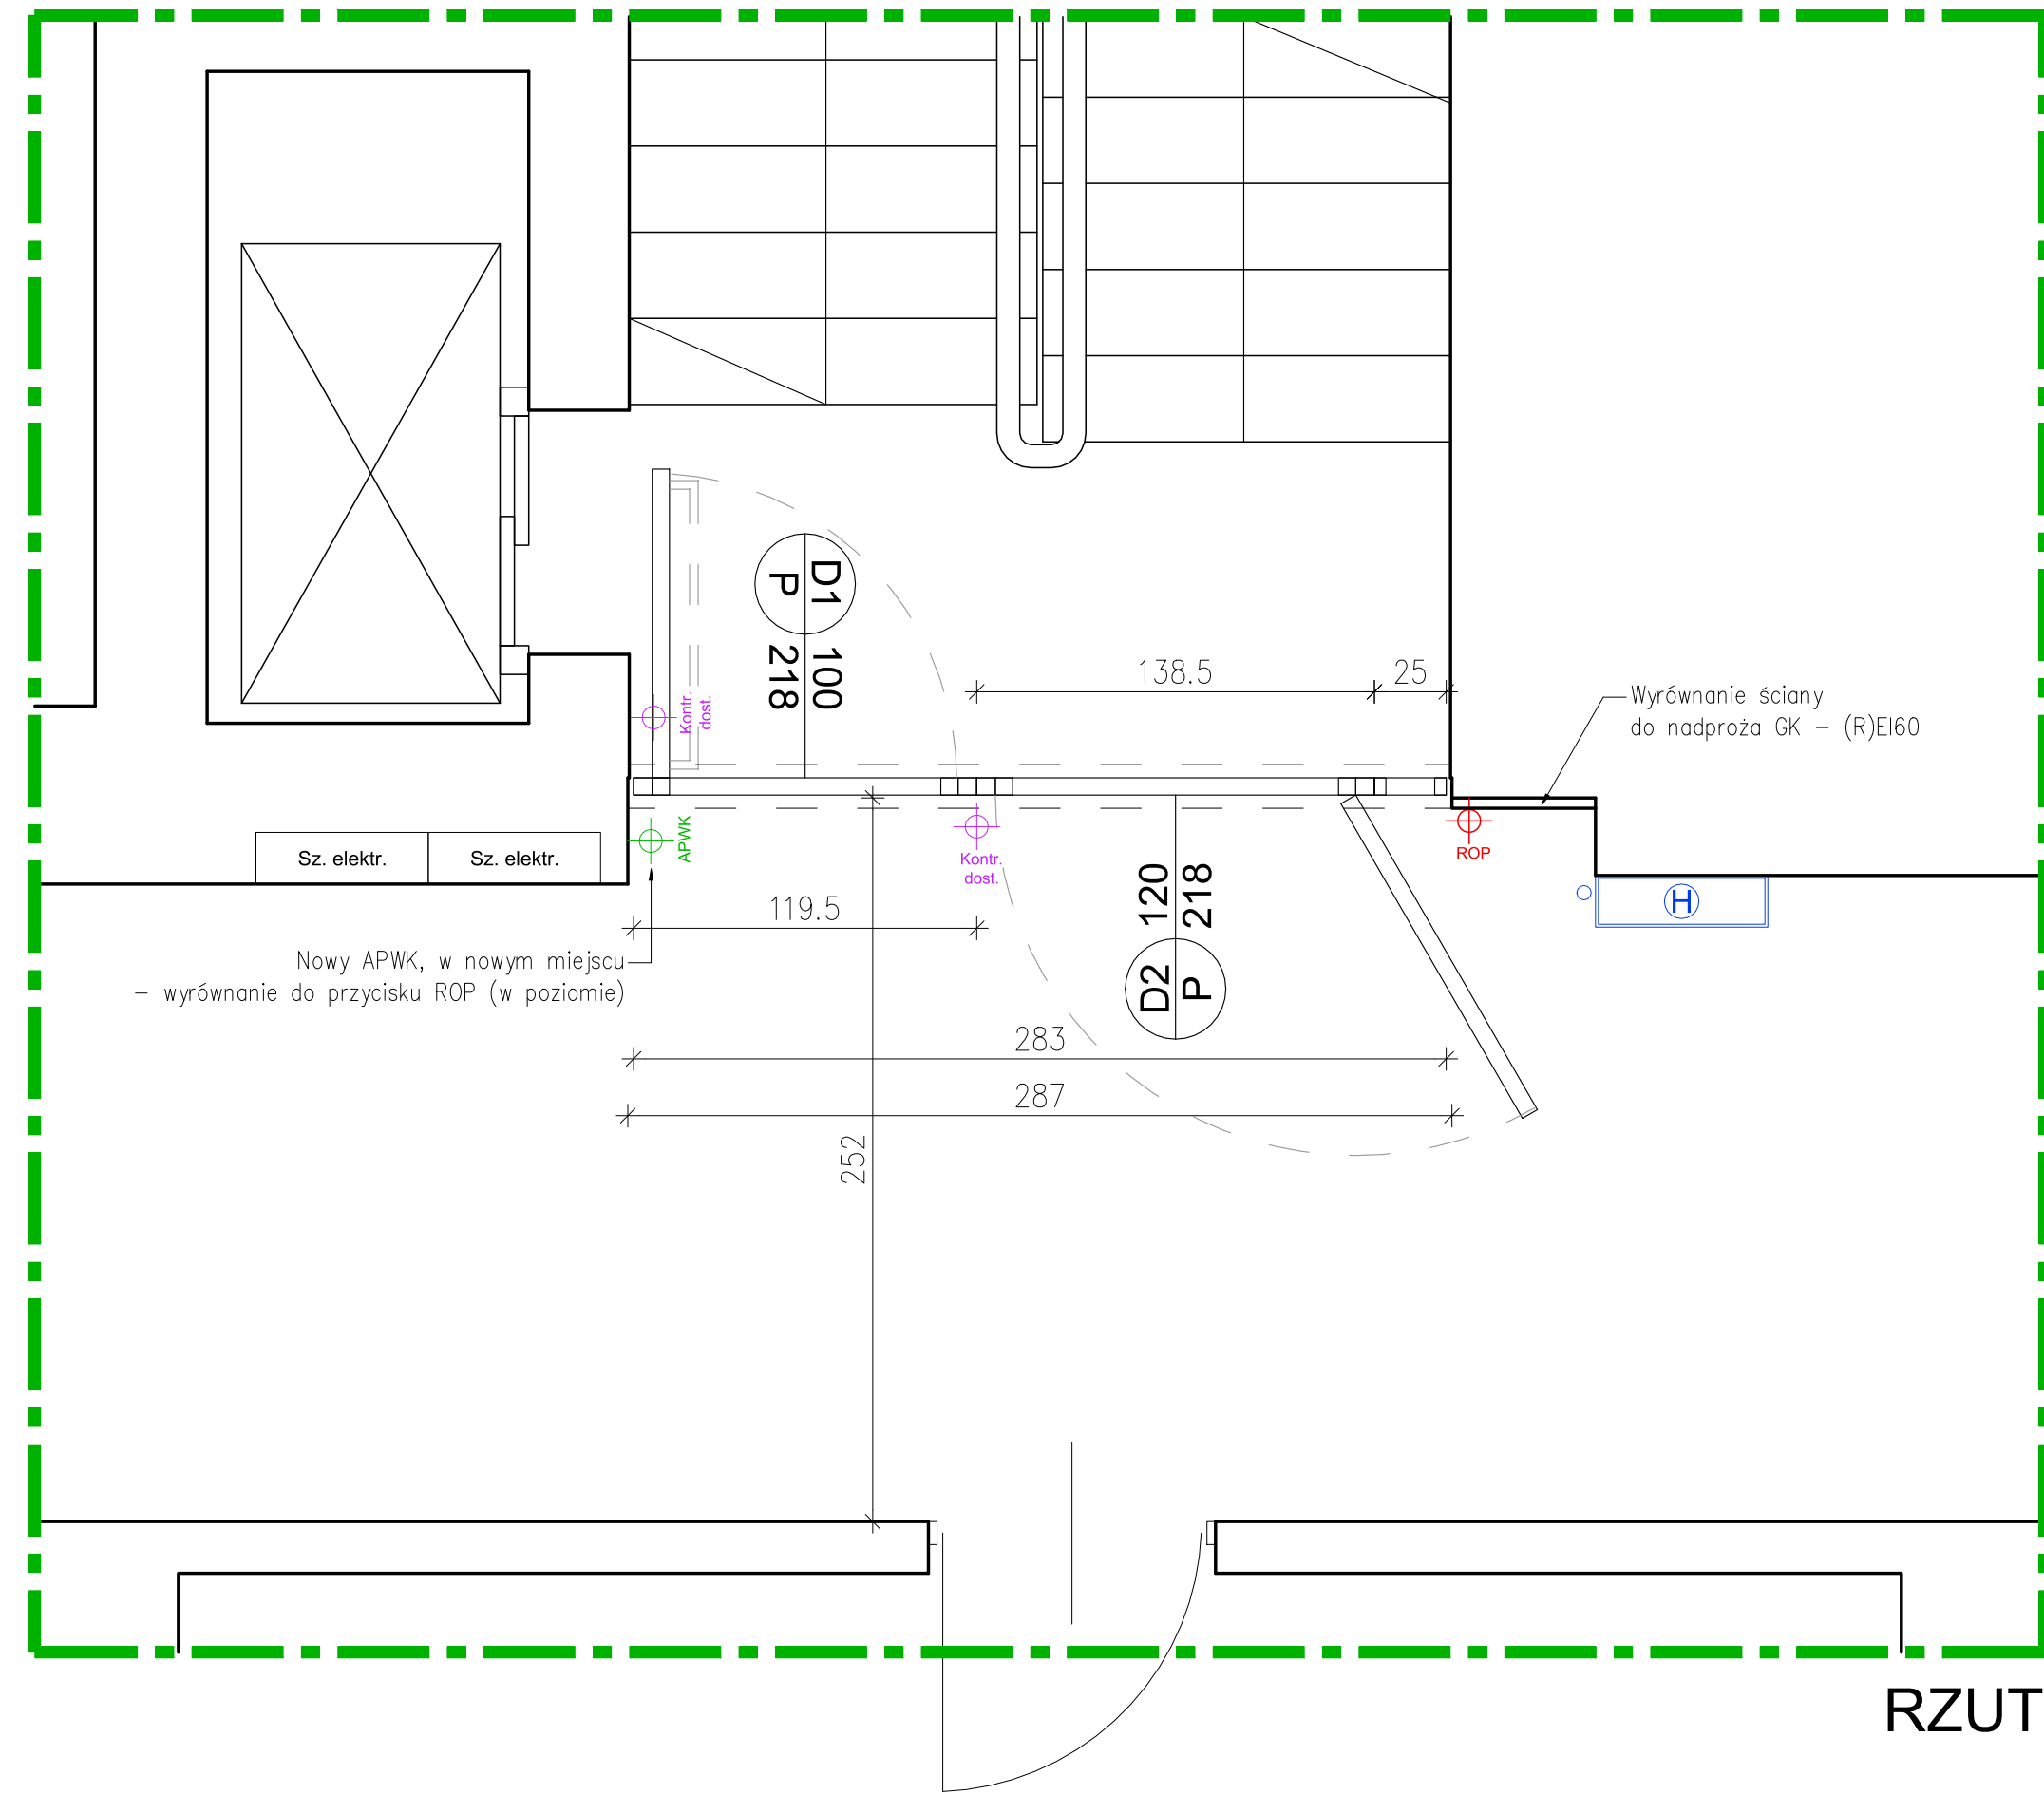 D1
P
100
218
138.5
25
Kontr.
dost.
Wyrównanie ściany
do nadproża GK – (R)EI60
Sz. elektr.
Sz. elektr.
APWK
Kontr.
dost.
ROP
H
119.5
120
218
D2
P
Nowy APWK, w nowym miejscu
– wyrównanie do przycisku ROP (w poziomie)
283
287
252
RZUT